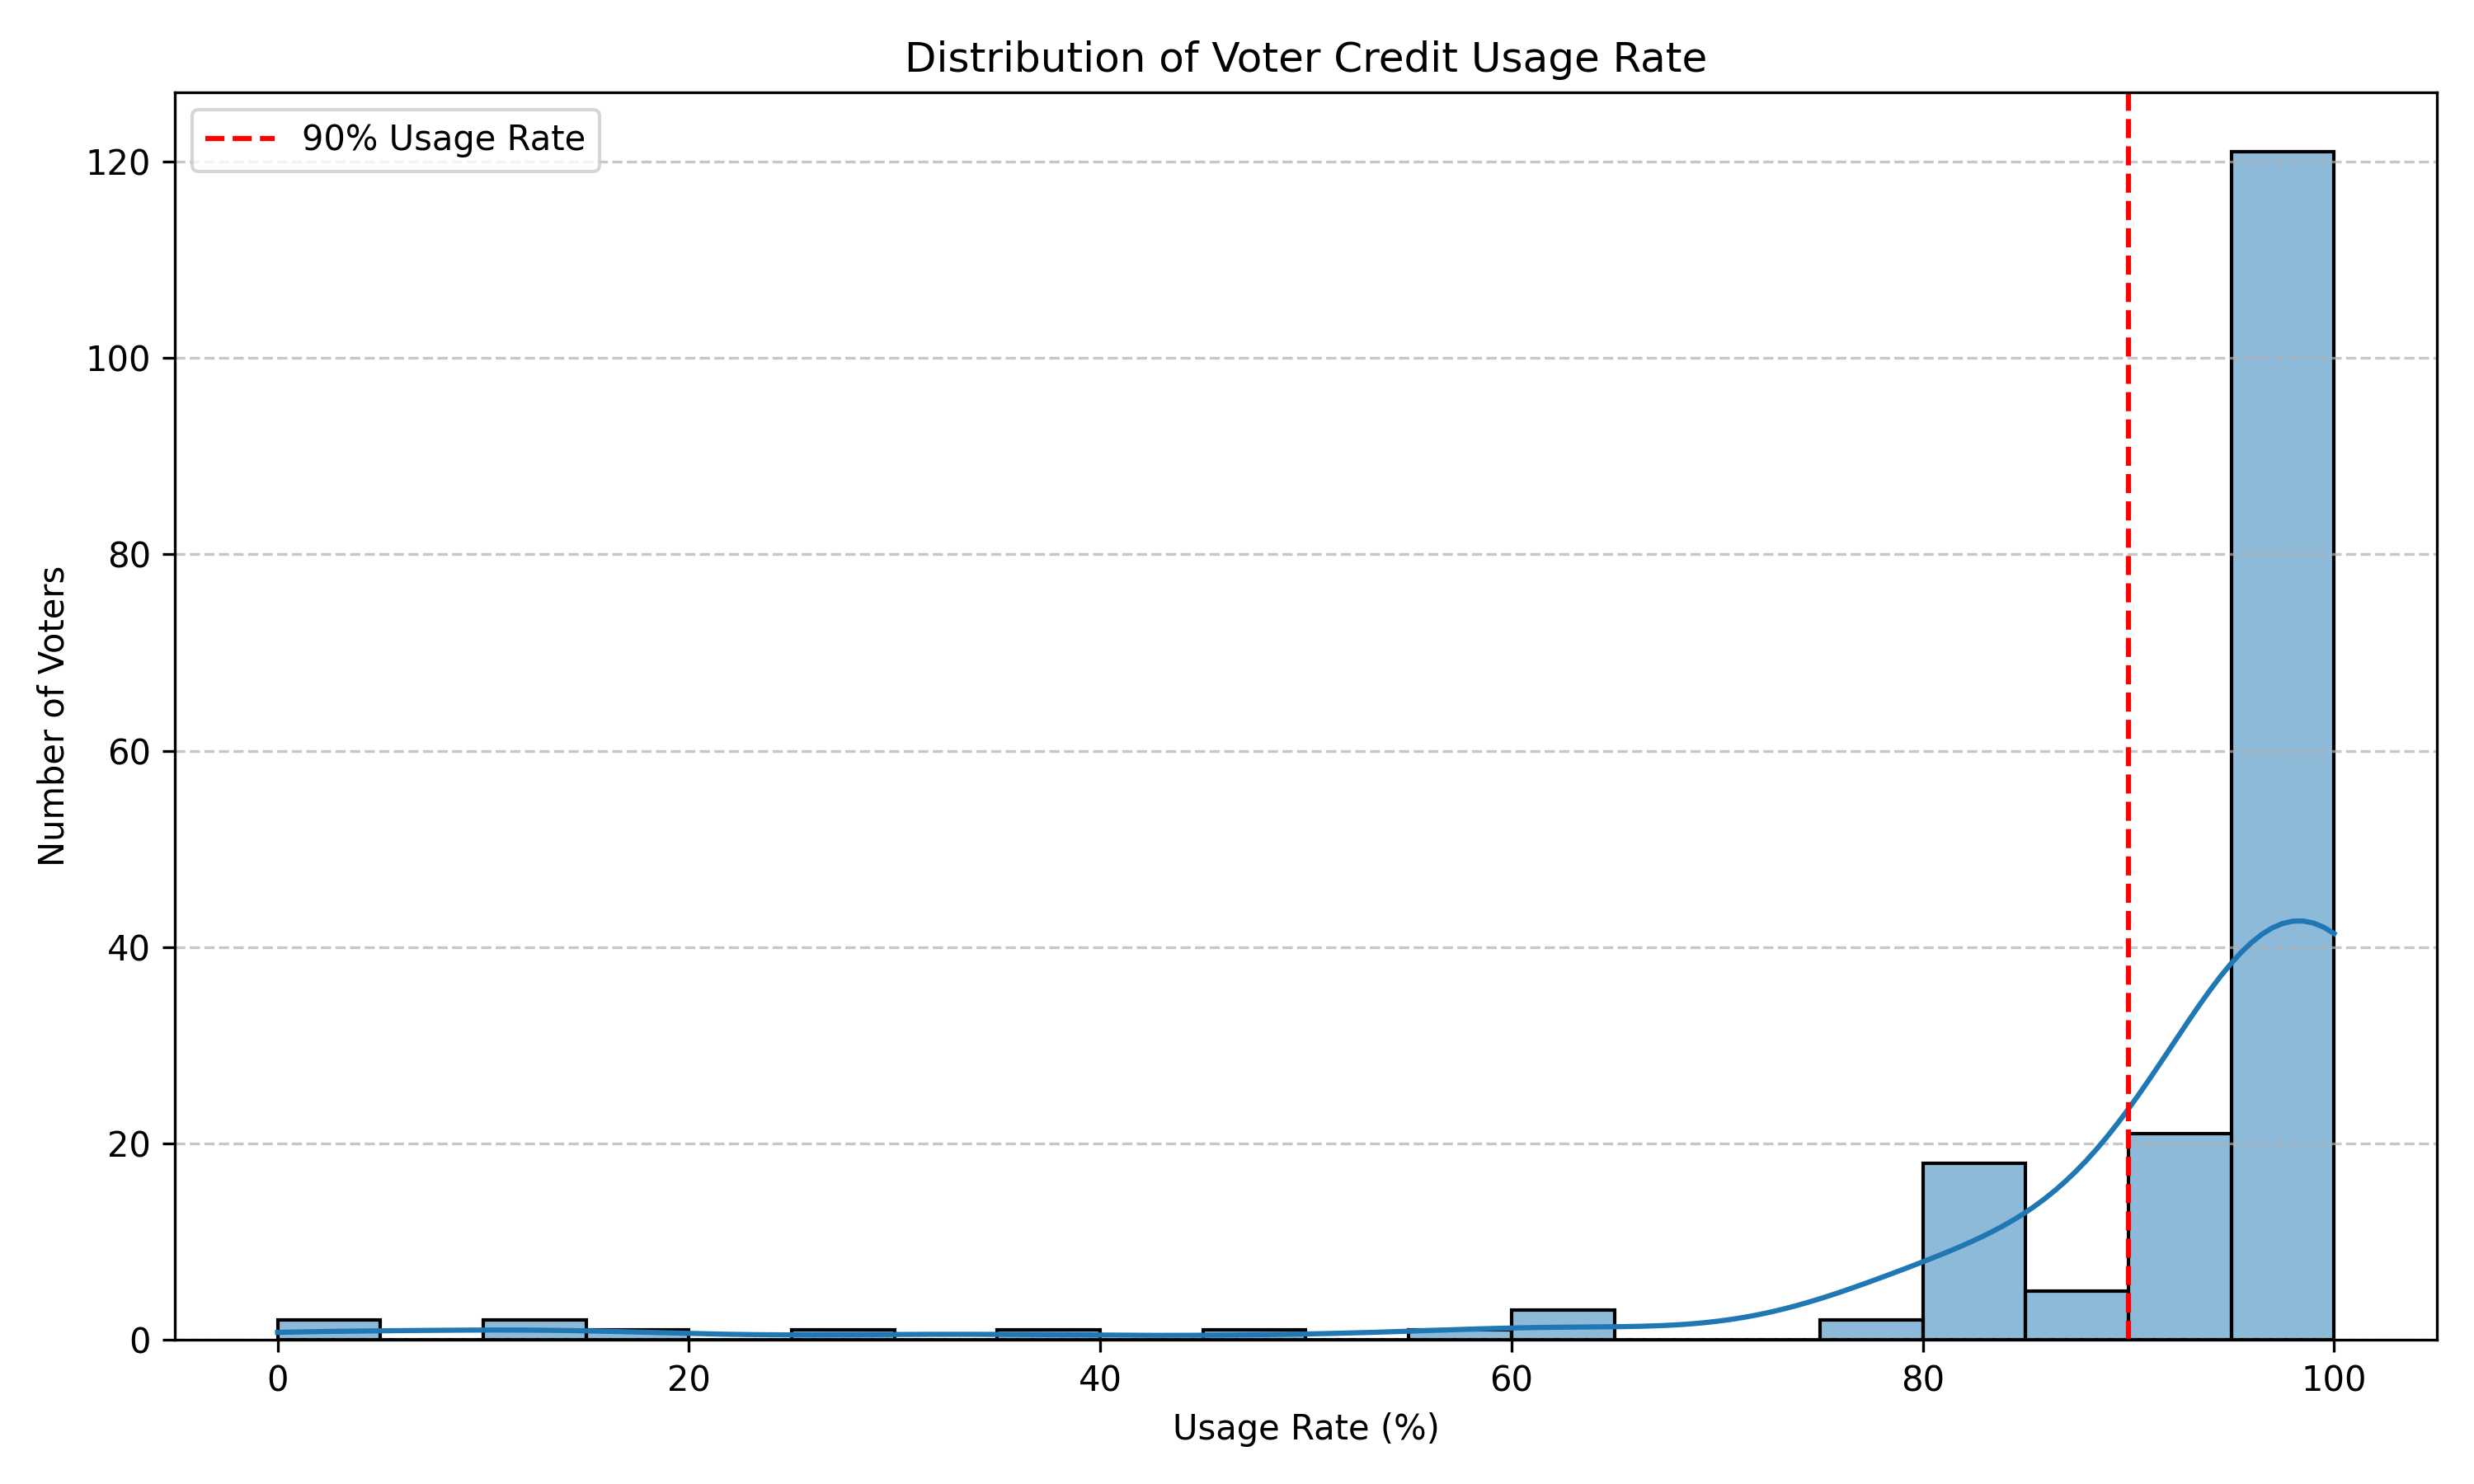 Distribution of Voter Credit Usage Rate
90% Usage Rate
Number of Voters
120
100
80
60
40
20
0
0 20 40 60 80 100
Usage Rate (%)